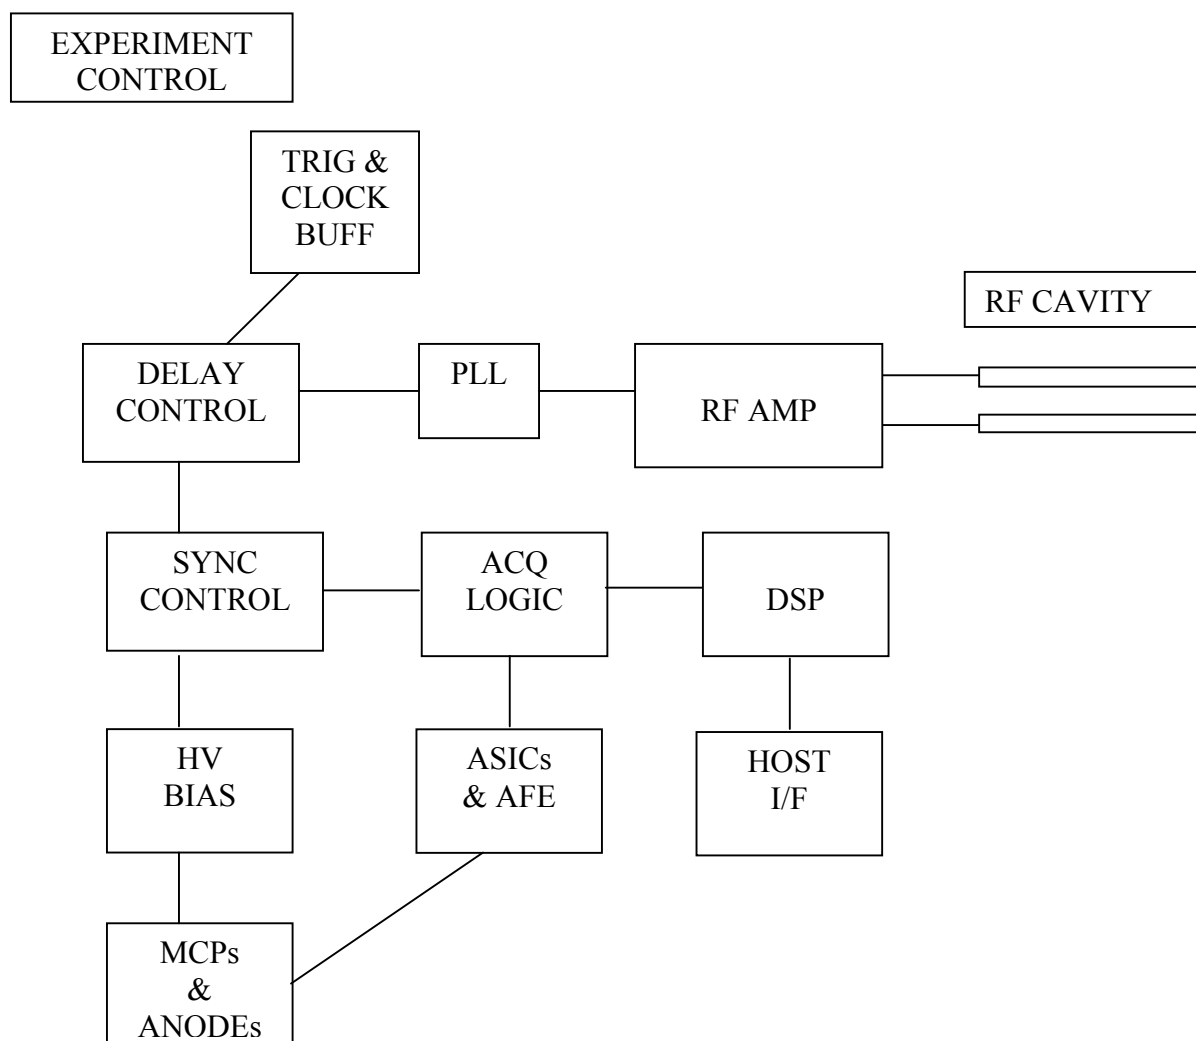 EXPERIMENT
CONTROL
TRIG &
CLOCK
BUFF
RF CAVITY
DELAY
CONTROL
PLL
RF AMP
SYNC
CONTROL
ACQ
LOGIC
DSP
HV
BIAS
ASICs
& AFE
HOST
I/F
MCPs
&
ANODEs